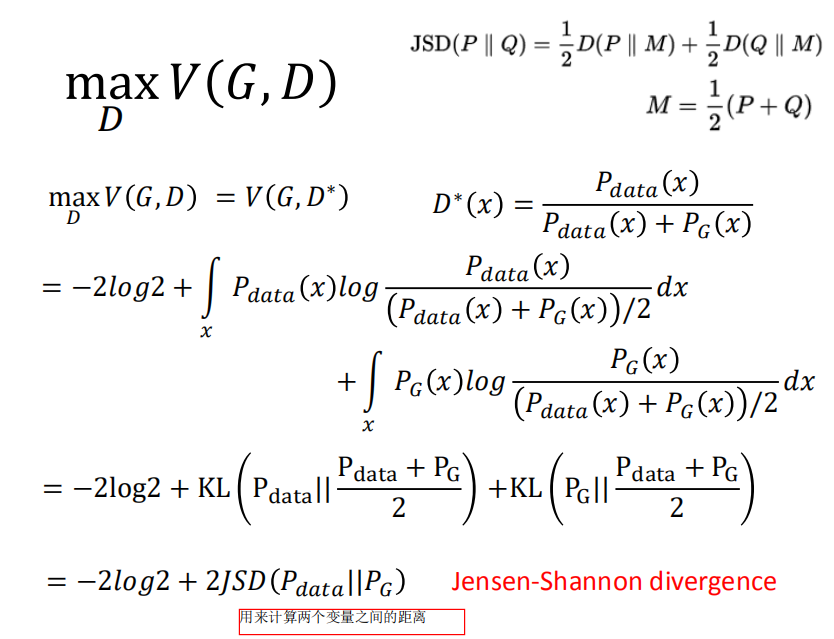 JSD(P ∥ Q) = 1/2 D(P ∥ M) + 1/2 D(Q ∥ M)
max_D V(G, D)
M = 1/2 (P + Q)
max_D V(G, D) = V(G, D*)    D*(x) = P_data(x) / (P_data(x) + P_G(x))
= −2log2 + ∫_x P_data(x)log P_data(x) / ((P_data(x) + P_G(x))/2) dx
+ ∫_x P_G(x)log P_G(x) / ((P_data(x) + P_G(x))/2) dx
= −2log2 + KL(P_data || (P_data + P_G)/2) +KL(P_G || (P_data + P_G)/2)
= −2log2 + 2JSD(P_data||P_G)    Jensen-Shannon divergence
用来计算两个变量之间的距离